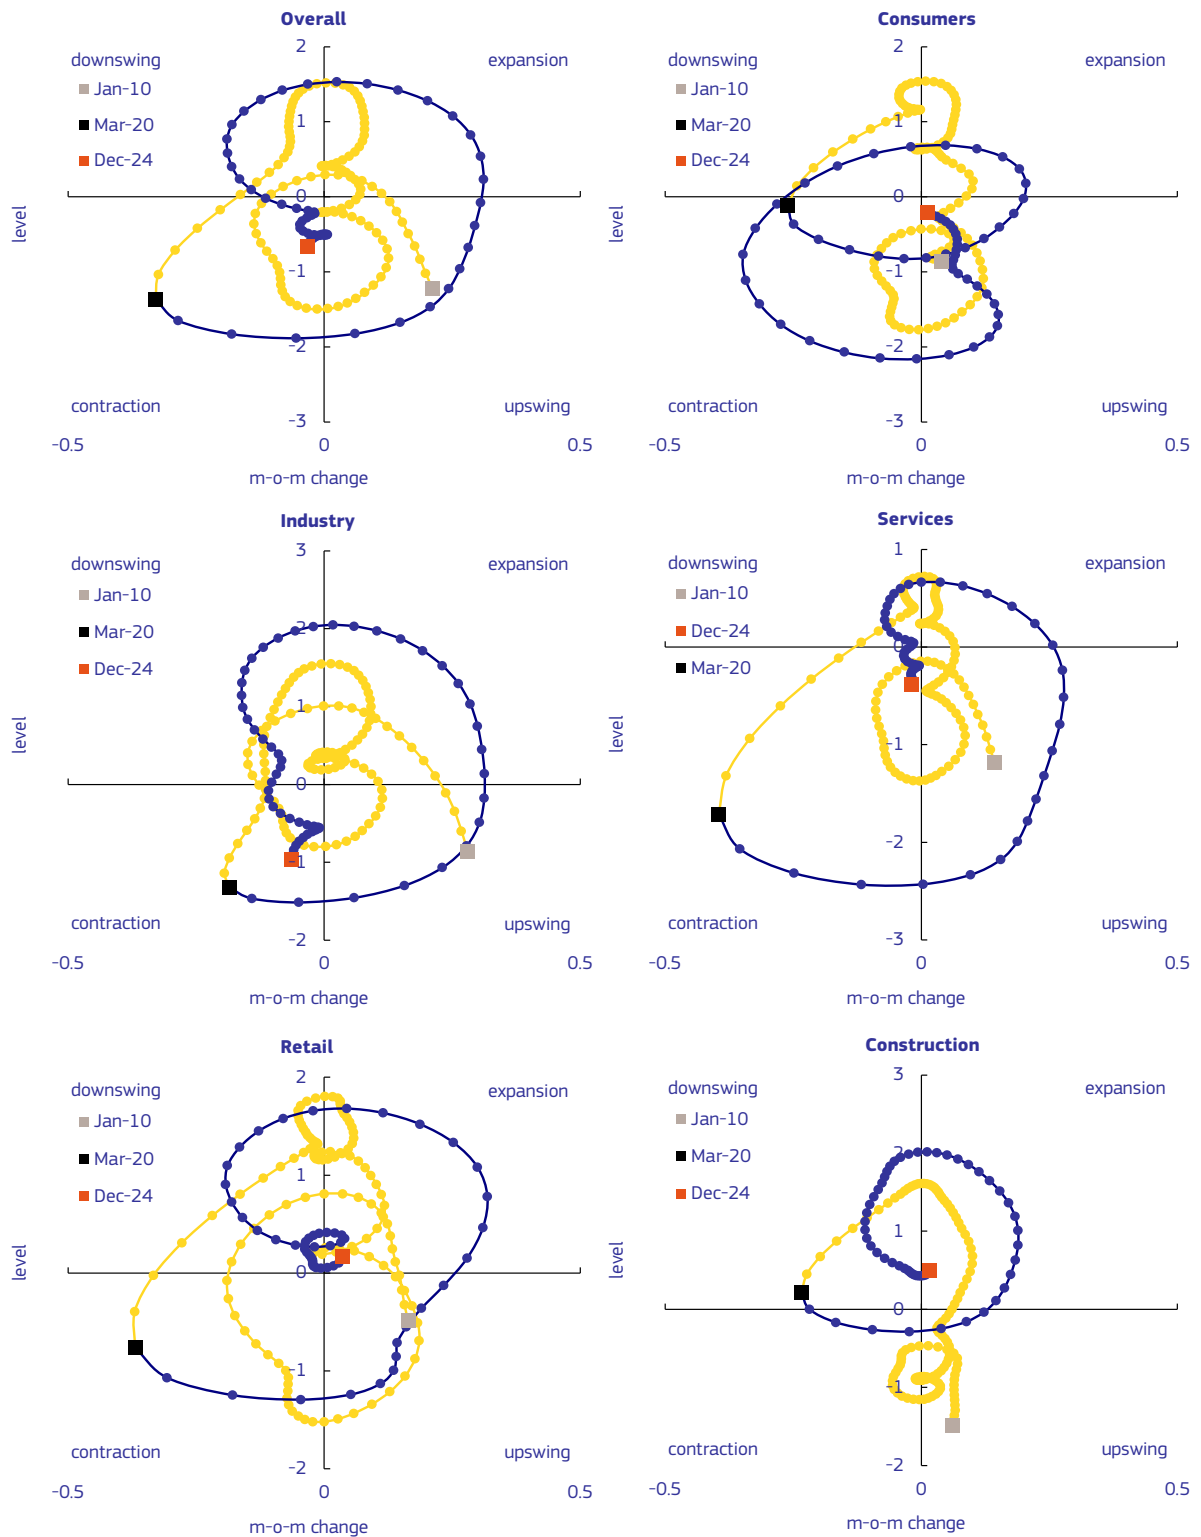 Overall
2
downswing
expansion
Jan-10
1
Mar-20
Dec-24
0
level
-1
-2
contraction
upswing
-3
-0.5
0
0.5
m-o-m change
Consumers
2
downswing
expansion
Jan-10
1
Mar-20
Dec-24
0
level
-1
-2
contraction
upswing
-3
-0.5
0
0.5
m-o-m change
Industry
3
downswing
expansion
Jan-10
2
Mar-20
Dec-24
1
level
0
-1
contraction
upswing
-2
-0.5
0
0.5
m-o-m change
Services
1
downswing
expansion
Jan-10
Dec-24
0
Mar-20
level
-1
-2
contraction
upswing
-3
-0.5
0
0.5
m-o-m change
Retail
2
downswing
expansion
Jan-10
Mar-20
1
Dec-24
level
0
-1
contraction
upswing
-2
-0.5
0
0.5
m-o-m change
Construction
3
downswing
expansion
Jan-10
Mar-20
2
Dec-24
1
level
0
-1
contraction
upswing
-2
-0.5
0
0.5
m-o-m change